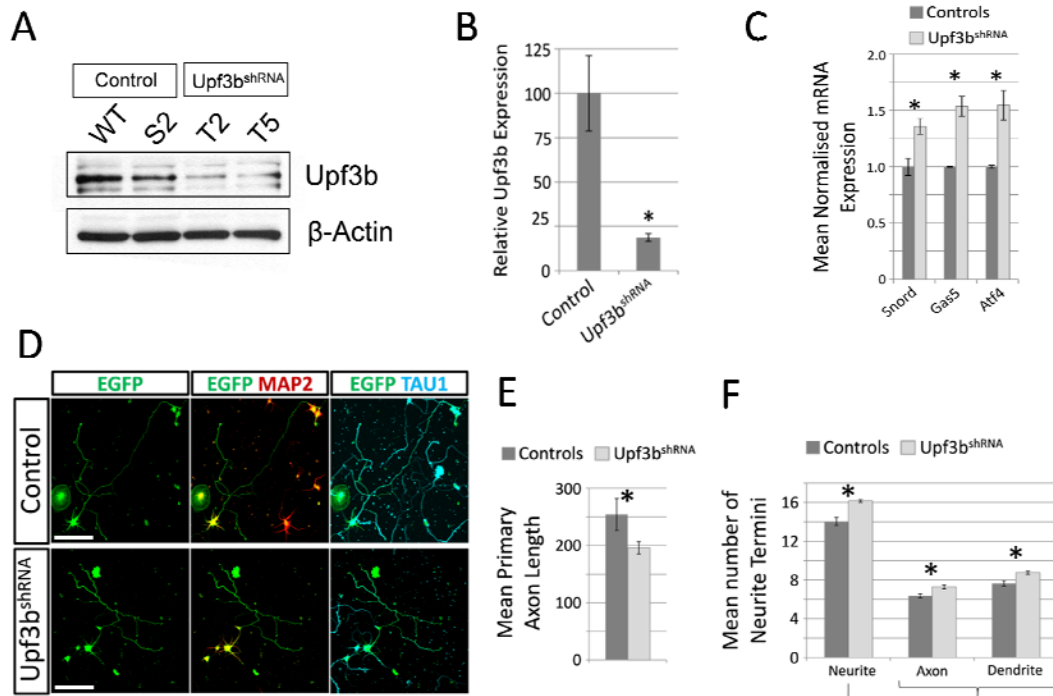 A
Control
Upf3b^shRNA
WT
S2
T2
T5
Upf3b
β-Actin
B
Relative Upf3b Expression
125
100
75
50
25
0
*
Control
Upf3b^shRNA
C
Controls
Upf3b^shRNA
Mean Normalised mRNA
Expression
2.0
1.5
1.0
0.5
0
*
*
*
Snord
Gas5
Atf4
D
EGFP
EGFP MAP2
EGFP TAU1
Control
Upf3b^shRNA
E
Controls
Upf3b^shRNA
Mean Primary
Axon Length
300
200
100
0
*
F
Controls
Upf3b^shRNA
Mean number of
Neurite Termini
16
12
8
4
0
*
*
*
Neurite
Axon
Dendrite